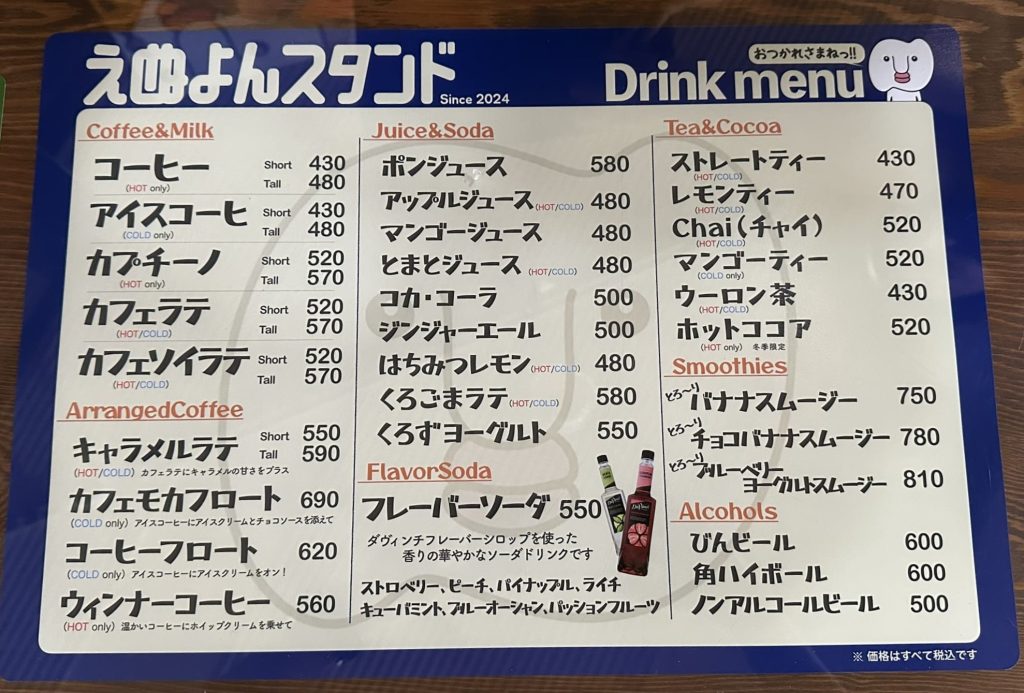 えぬよんスタンド
Since 2024
おつかれさまねっ!!
Drink menu
Coffee&Milk
コーヒー Short 430
(HOT only) Tall 480
アイスコーヒ Short 430
(COLD only) Tall 480
カプチーノ Short 520
(HOT only) Tall 570
カフェラテ Short 520
(HOT/COLD) Tall 570
カフェソイラテ Short 520
(HOT/COLD) Tall 570
ArrangedCoffee
キャラメルラテ Short 550
Tall 590
(HOT/COLD) カフェラテにキャラメルの甘さをプラス
カフェモカフロート 690
(COLD only) アイスコーヒーにアイスクリームとチョコソースを添えて
コーヒーフロート 620
(COLD only) アイスコーヒーにアイスクリームをオン!
ウィンナーコーヒー 560
(HOT only) 温かいコーヒーにホイップクリームを乗せて
Juice&Soda
ポンジュース 580
アップルジュース (HOT/COLD) 480
マンゴージュース 480
とまとジュース (HOT/COLD) 480
コカ・コーラ 500
ジンジャーエール 500
はちみつレモン (HOT/COLD) 480
くろごまラテ (HOT/COLD) 580
くろずヨーグルト 550
FlavorSoda
フレーバーソーダ 550
ダヴィンチフレーバーシロップを使った
香りの華やかなソーダドリンクです
ストロベリー、ピーチ、パイナップル、ライチ
キューバミント、ブルーオーシャン、パッションフルーツ
DaVinci
Tea&Cocoa
ストレートティー 430
(HOT/COLD)
レモンティー 470
(HOT/COLD)
Chai(チャイ) 520
(HOT/COLD)
マンゴーティー 520
(COLD only)
ウーロン茶 430
(HOT/COLD)
ホットココア 520
(HOT only) 冬季限定
Smoothies
とろ〜り バナナスムージー 750
とろ〜り チョコバナナスムージー 780
とろ〜り ブルーベリー
ヨーグルトスムージー 810
Alcohols
びんビール 600
角ハイボール 600
ノンアルコールビール 500
※ 価格はすべて税込です